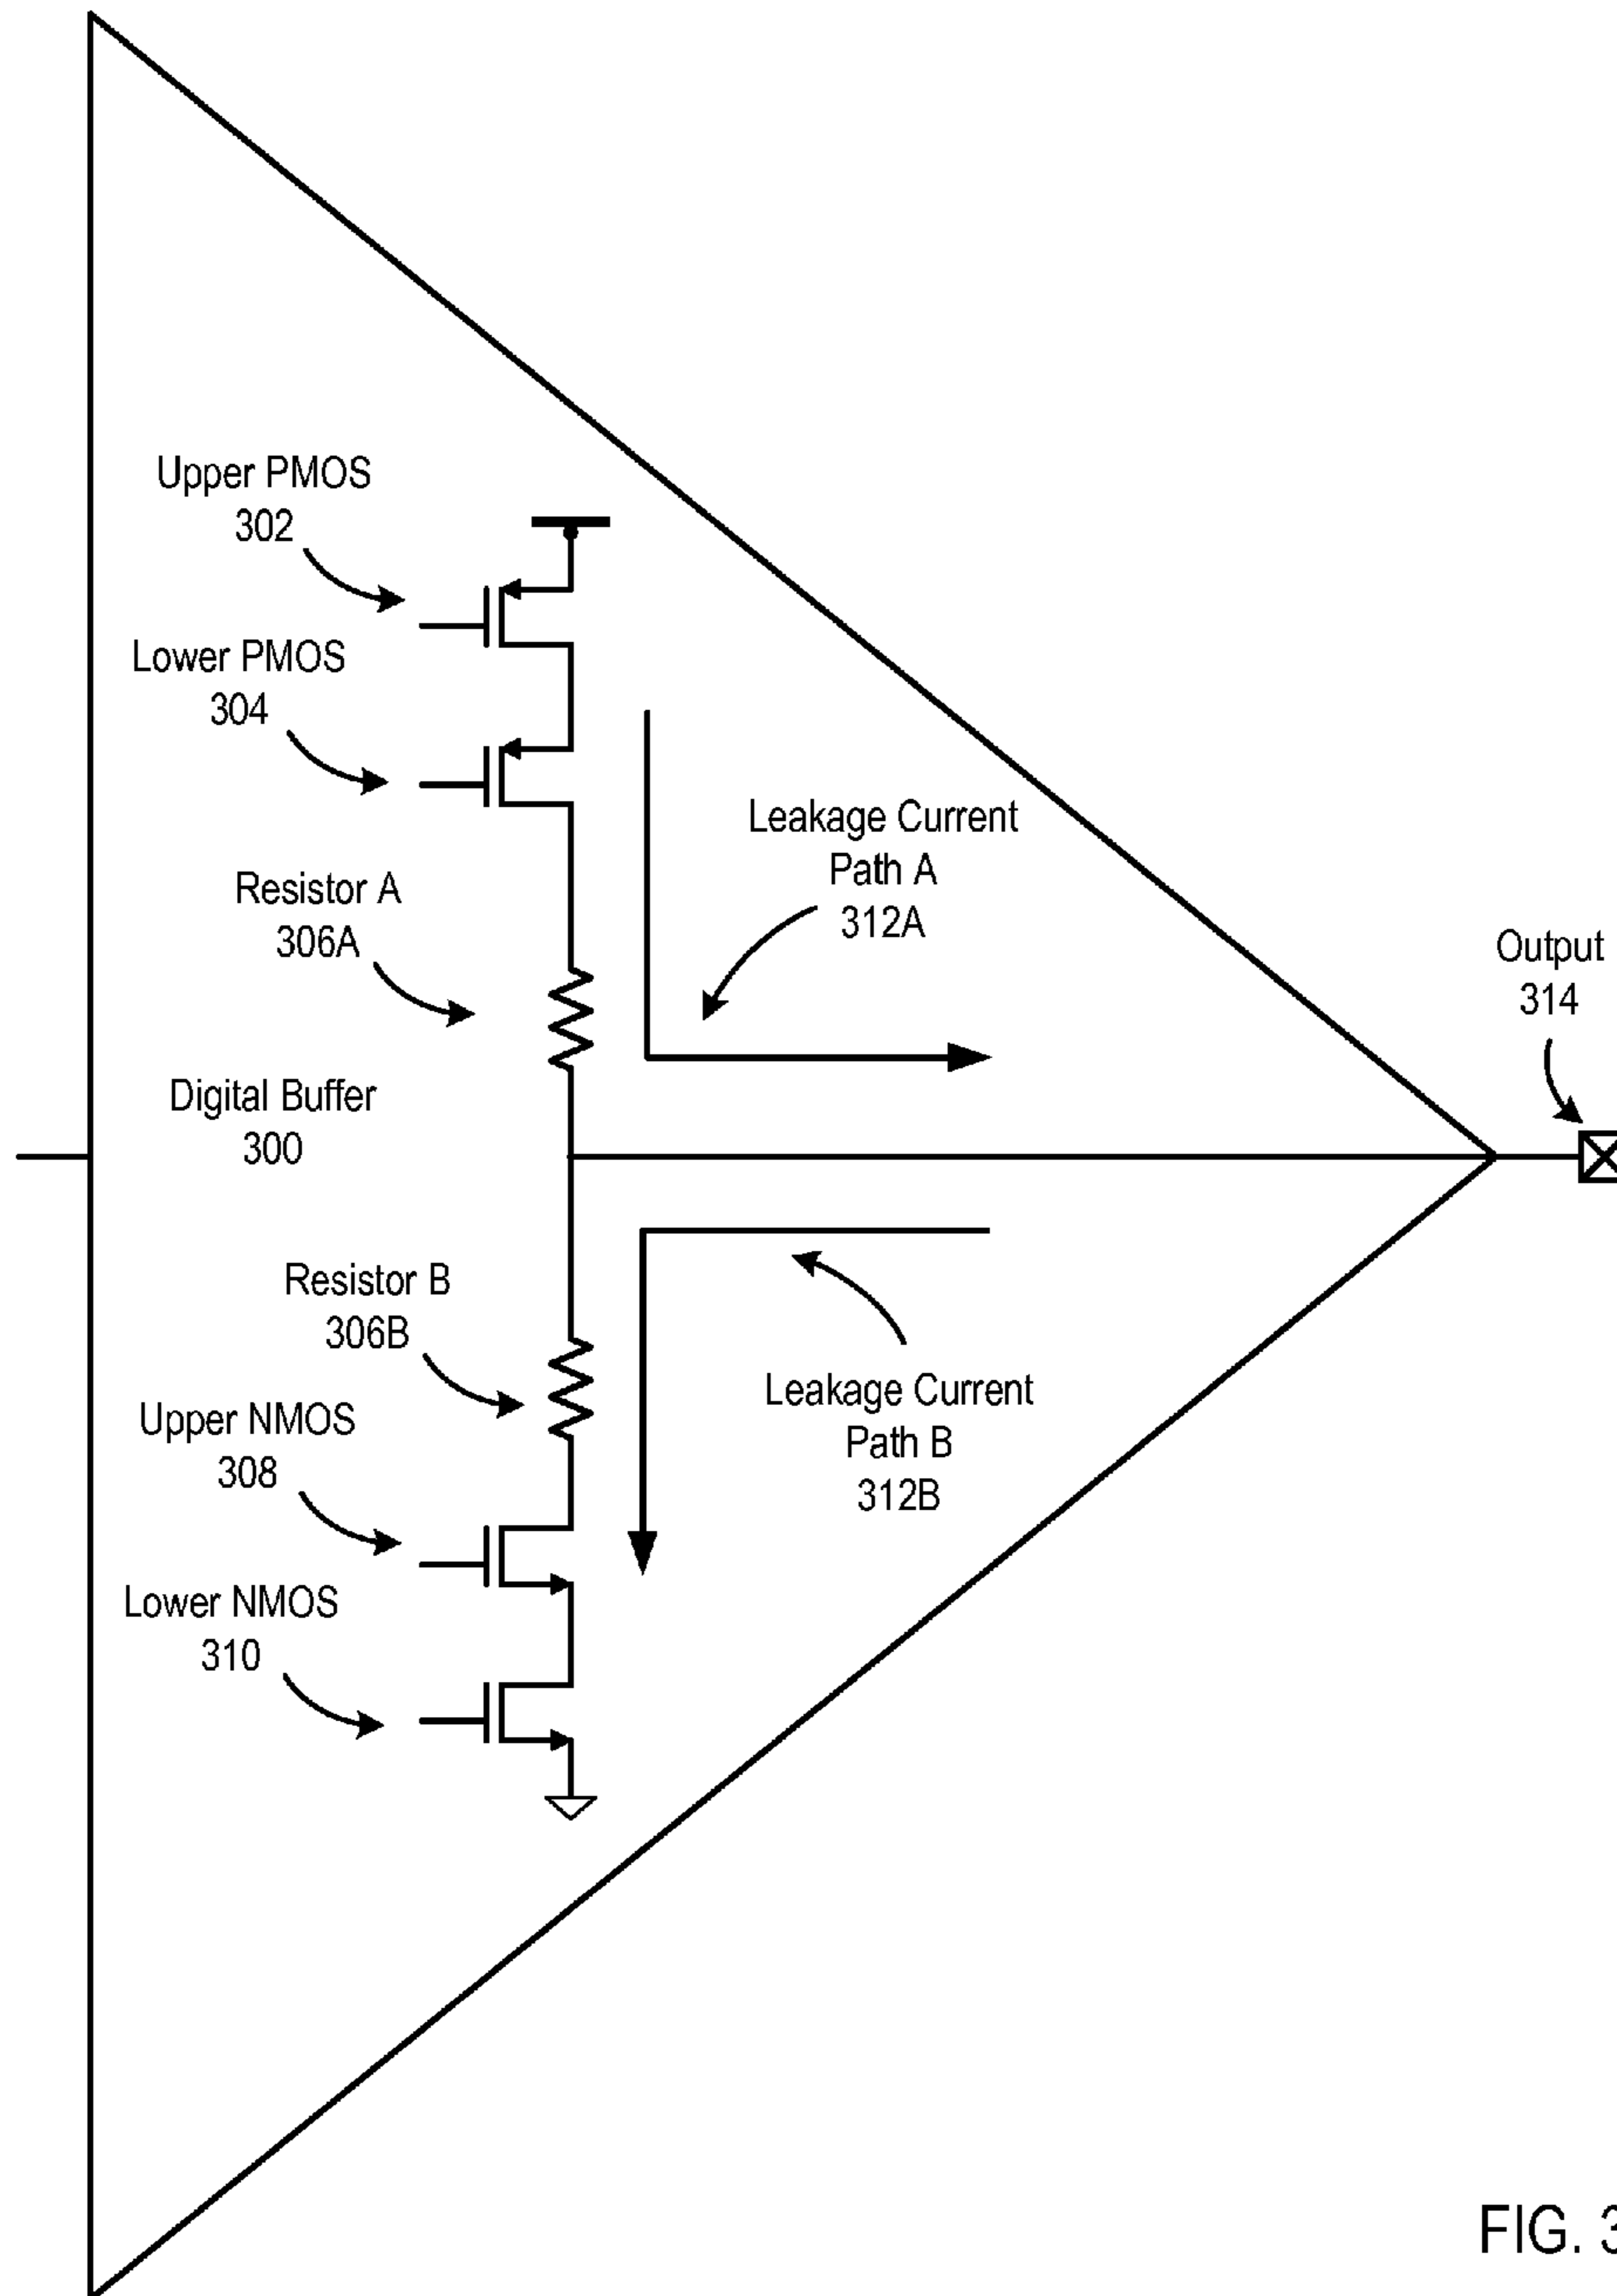 Upper PMOS
302
Lower PMOS
304
Leakage Current
Path A
312A
Resistor A
306A
Output
314
Digital Buffer
300
Resistor B
306B
Leakage Current
Path B
312B
Upper NMOS
308
Lower NMOS
310
FIG. 3